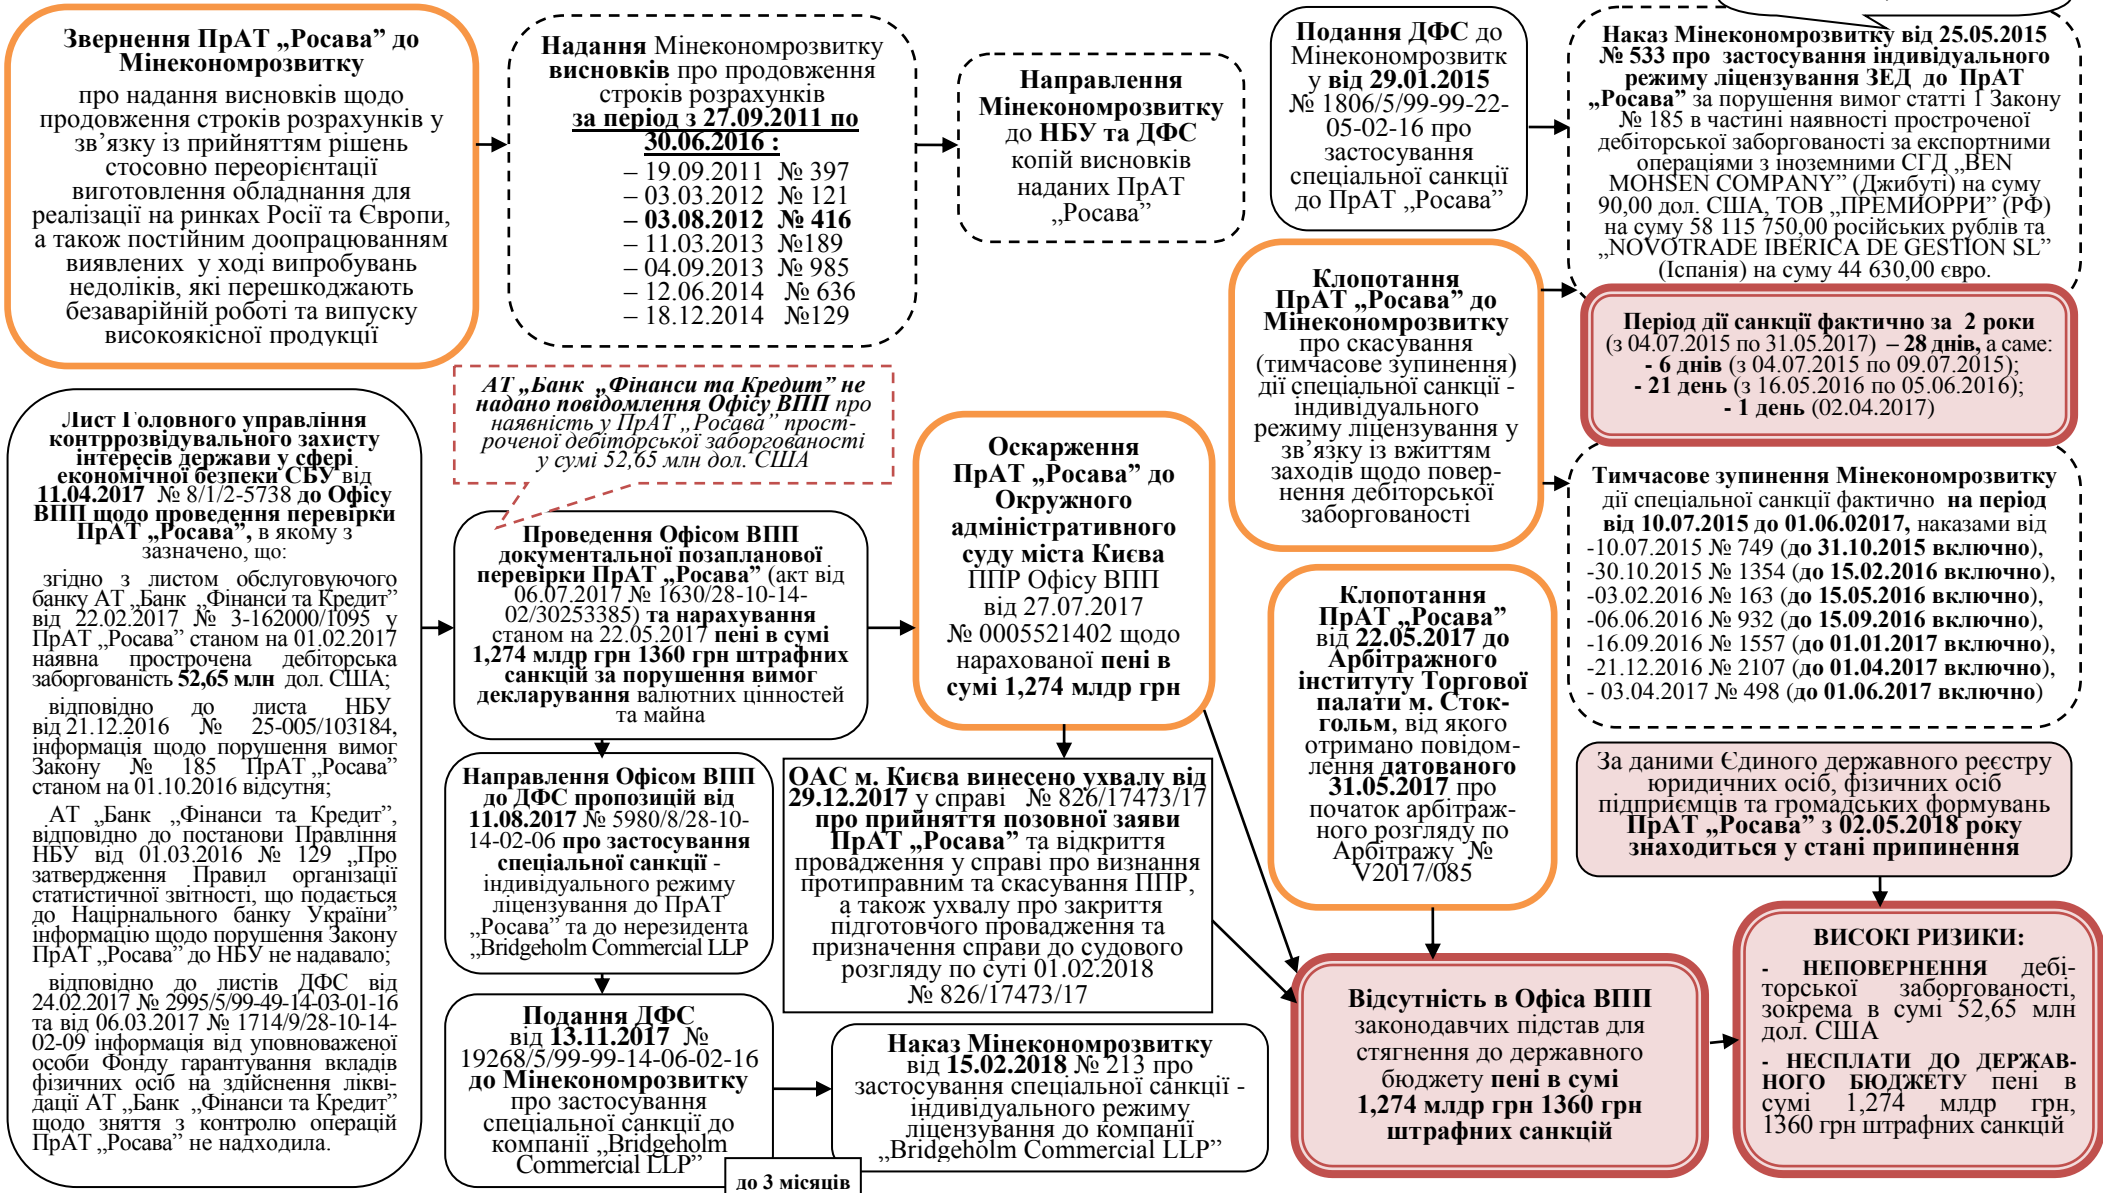 Звернення ПрАТ „Росава” до
Мінекономрозвитку
про надання висновків щодо
продовження строків розрахунків у
зв’язку із прийняттям рішень
стосовно переорієнтації
виготовлення обладнання для
реалізації на ринках Росії та Європи,
а також постійним доопрацюванням
виявлених у ході випробувань
недоліків, які перешкоджають
безаварійній роботі та випуску
високоякісної продукції
Надання Мінекономрозвитку
висновків про продовження
строків розрахунків
за період з 27.09.2011 по
30.06.2016 :
– 19.09.2011 № 397
– 03.03.2012 № 121
– 03.08.2012 № 416
– 11.03.2013 №189
– 04.09.2013 № 985
– 12.06.2014 № 636
– 18.12.2014 №129
Направлення
Мінекономрозвитку
до НБУ та ДФС
копій висновків
наданих ПрАТ
„Росава”
Подання ДФС до
Мінекономрозвитк
у від 29.01.2015
№ 1806/5/99-99-22-
05-02-16 про
застосування
спеціальної санкції
до ПрАТ „Росава”
Наказ Мінекономрозвитку від 25.05.2015
№ 533 про застосування індивідуального
режиму ліцензування ЗЕД до ПрАТ
„Росава” за порушення вимог статті 1 Закону
№ 185 в частині наявності простроченої
дебіторської заборгованості за експортними
операціями з іноземними СГД „BEN
MOHSEN COMPANY” (Джибуті) на суму
90,00 дол. США, ТОВ „ПРЕМИОРРИ” (РФ)
на суму 58 115 750,00 російських рублів та
„NOVOTRADE IBERICA DE GESTION SL”
(Іспанія) на суму 44 630,00 євро.
Клопотання
ПрАТ „Росава” до
Мінекономрозвитку
про скасування
(тимчасове зупинення)
дії спеціальної санкції -
індивідуального
режиму ліцензування у
зв’язку із вжиттям
заходів щодо повер-
нення дебіторської
заборгованості
Період дії санкції фактично за 2 роки
(з 04.07.2015 по 31.05.2017) – 28 днів, а саме:
- 6 днів (з 04.07.2015 по 09.07.2015);
- 21 день (з 16.05.2016 по 05.06.2016);
- 1 день (02.04.2017)
Тимчасове зупинення Мінекономрозвитку
дії спеціальної санкції фактично на період
від 10.07.2015 до 01.06.02017, наказами від
-10.07.2015 № 749 (до 31.10.2015 включно),
-30.10.2015 № 1354 (до 15.02.2016 включно),
-03.02.2016 № 163 (до 15.05.2016 включно),
-06.06.2016 № 932 (до 15.09.2016 включно),
-16.09.2016 № 1557 (до 01.01.2017 включно),
-21.12.2016 № 2107 (до 01.04.2017 включно),
- 03.04.2017 № 498 (до 01.06.2017 включно)
АТ „Банк „Фінанси та Кредит” не
надано повідомлення Офісу ВПП про
наявність у ПрАТ „Росава” прост-
роченої дебіторської заборгованості
у сумі 52,65 млн дол. США
Лист Головного управління
контррозвідувального захисту
інтересів держави у сфері
економічної безпеки СБУ від
11.04.2017 № 8/1/2-5738 до Офісу
ВПП щодо проведення перевірки
ПрАТ „Росава”, в якому з
зазначено, що:
згідно з листом обслуговуючого
банку АТ „Банк „Фінанси та Кредит”
від 22.02.2017 № 3-162000/1095 у
ПрАТ „Росава” станом на 01.02.2017
наявна прострочена дебіторська
заборгованість 52,65 млн дол. США;
відповідно до листа НБУ
від 21.12.2016 № 25-005/103184,
інформація щодо порушення вимог
Закону № 185 ПрАТ „Росава”
станом на 01.10.2016 відсутня;
АТ „Банк „Фінанси та Кредит”,
відповідно до постанови Правління
НБУ від 01.03.2016 № 129 „Про
затвердження Правил організації
статистичної звітності, що подається
до Націрнального банку України”
інформацію щодо порушення Закону
ПрАТ „Росава” до НБУ не надавало;
відповідно до листів ДФС від
24.02.2017 № 2995/5/99-49-14-03-01-16
та від 06.03.2017 № 1714/9/28-10-14-
02-09 інформація від уповноваженої
особи Фонду гарантування вкладів
фізичних осіб на здійснення лікві-
дації АТ „Банк „Фінанси та Кредит”
щодо зняття з контролю операцій
ПрАТ „Росава” не надходила.
Проведення Офісом ВПП
документальної позапланової
перевірки ПрАТ „Росава” (акт від
06.07.2017 № 1630/28-10-14-
02/30253385) та нарахування
станом на 22.05.2017 пені в сумі
1,274 млдр грн 1360 грн штрафних
санкцій за порушення вимог
декларування валютних цінностей
та майна
Оскарження
ПрАТ „Росава” до
Окружного
адміністративного
суду міста Києва
ППР Офісу ВПП
від 27.07.2017
№ 0005521402 щодо
нарахованої пені в
сумі 1,274 млдр грн
Клопотання
ПрАТ „Росава”
від 22.05.2017 до
Арбітражного
інституту Торгової
палати м. Сток-
гольм, від якого
отримано повідом-
лення датованого
31.05.2017 про
початок арбітраж-
ного розгляду по
Арбітражу №
V2017/085
Направлення Офісом ВПП
до ДФС пропозицій від
11.08.2017 № 5980/8/28-10-
14-02-06 про застосування
спеціальної санкції -
індивідуального режиму
ліцензування до ПрАТ
„Росава” та до нерезидента
„Bridgeholm Commercial LLP
ОАС м. Києва винесено ухвалу від
29.12.2017 у справі № 826/17473/17
про прийняття позовної заяви
ПрАТ „Росава” та відкриття
провадження у справі про визнання
протиправним та скасування ППР,
а також ухвалу про закриття
підготовчого провадження та
призначення справи до судового
розгляду по суті 01.02.2018
№ 826/17473/17
За даними Єдиного державного реєстру
юридичних осіб, фізичних осіб
підприємців та громадських формувань
ПрАТ „Росава” з 02.05.2018 року
знаходиться у стані припинення
Подання ДФС
від 13.11.2017 №
19268/5/99-99-14-06-02-16
до Мінекономрозвитку
про застосування
спеціальної санкції до
компанії „Bridgeholm
Commercial LLP”
до 3 місяців
Наказ Мінекономрозвитку
від 15.02.2018 № 213 про
застосування спеціальної санкції -
індивідуального режиму
ліцензування до компанії
„Bridgeholm Commercial LLP”
Відсутність в Офіса ВПП
законодавчих підстав для
стягнення до державного
бюджету пені в сумі
1,274 млдр грн 1360 грн
штрафних санкцій
ВИСОКІ РИЗИКИ:
- НЕПОВЕРНЕННЯ дебі-
торської заборгованості,
зокрема в сумі 52,65 млн
дол. США
- НЕСПЛАТИ ДО ДЕРЖАВ-
НОГО БЮДЖЕТУ пені в
сумі 1,274 млдр грн,
1360 грн штрафних санкцій